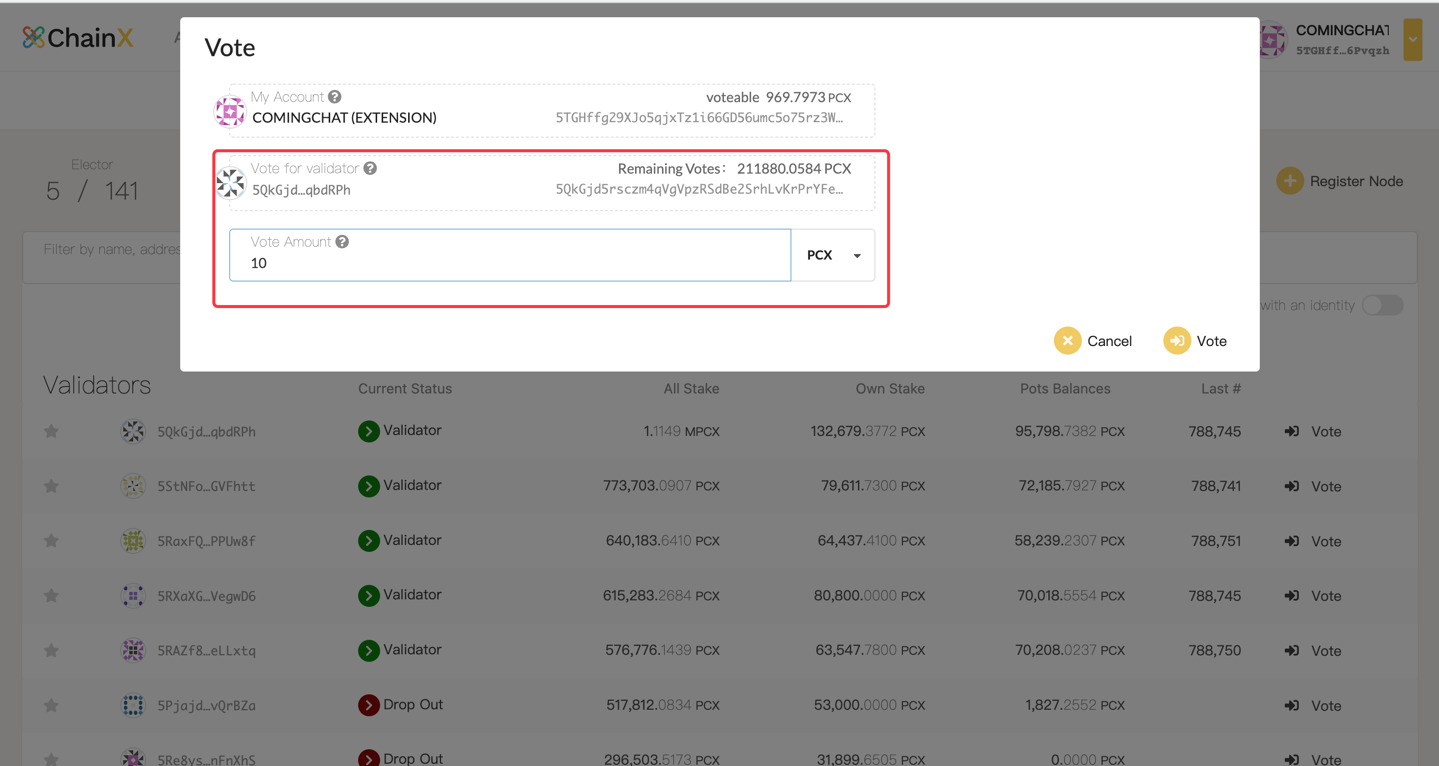 ChainX
A
COMINGCHAT
5TGHff…6Pvqzh
Vote
My Account ?
voteable 969.7973 PCX
COMINGCHAT (EXTENSION)
5TGHffg29XJo5qjxTz1i66GD56umc5o75rz3W…
Vote for validator ?
Remaining Votes: 211880.0584 PCX
5QkGjd…qbdRPh
5QkGjd5rsczm4qVgVpzRSdBe2SrhLvKrPrYFe…
Vote Amount ?
10
PCX
Cancel
Vote
Elector
5 / 141
Register Node
Filter by name, addres
with an identity
Validators Current Status All Stake Own Stake Pots Balances Last #
5QkGjd…qbdRPh Validator 1.1149 MPCX 132,679.3772 PCX 95,798.7382 PCX 788,745 Vote
5StNFo…GVFhtt Validator 773,703.0907 PCX 79,611.7300 PCX 72,185.7927 PCX 788,741 Vote
5RaxFQ…PPUw8f Validator 640,183.6410 PCX 64,437.4100 PCX 58,239.2307 PCX 788,751 Vote
5RXaXG…VegwD6 Validator 615,283.2684 PCX 80,800.0000 PCX 70,018.5554 PCX 788,745 Vote
5RAZf8…eLLxtq Validator 576,776.1439 PCX 63,547.7800 PCX 70,208.0237 PCX 788,750 Vote
5Pjajd…vQrBZa Drop Out 517,812.0834 PCX 53,000.0000 PCX 1,827.2552 PCX Vote
5Re8ys…nFnXhS Drop Out 296,503.5173 PCX 31,899.6505 PCX 0.0000 PCX Vote